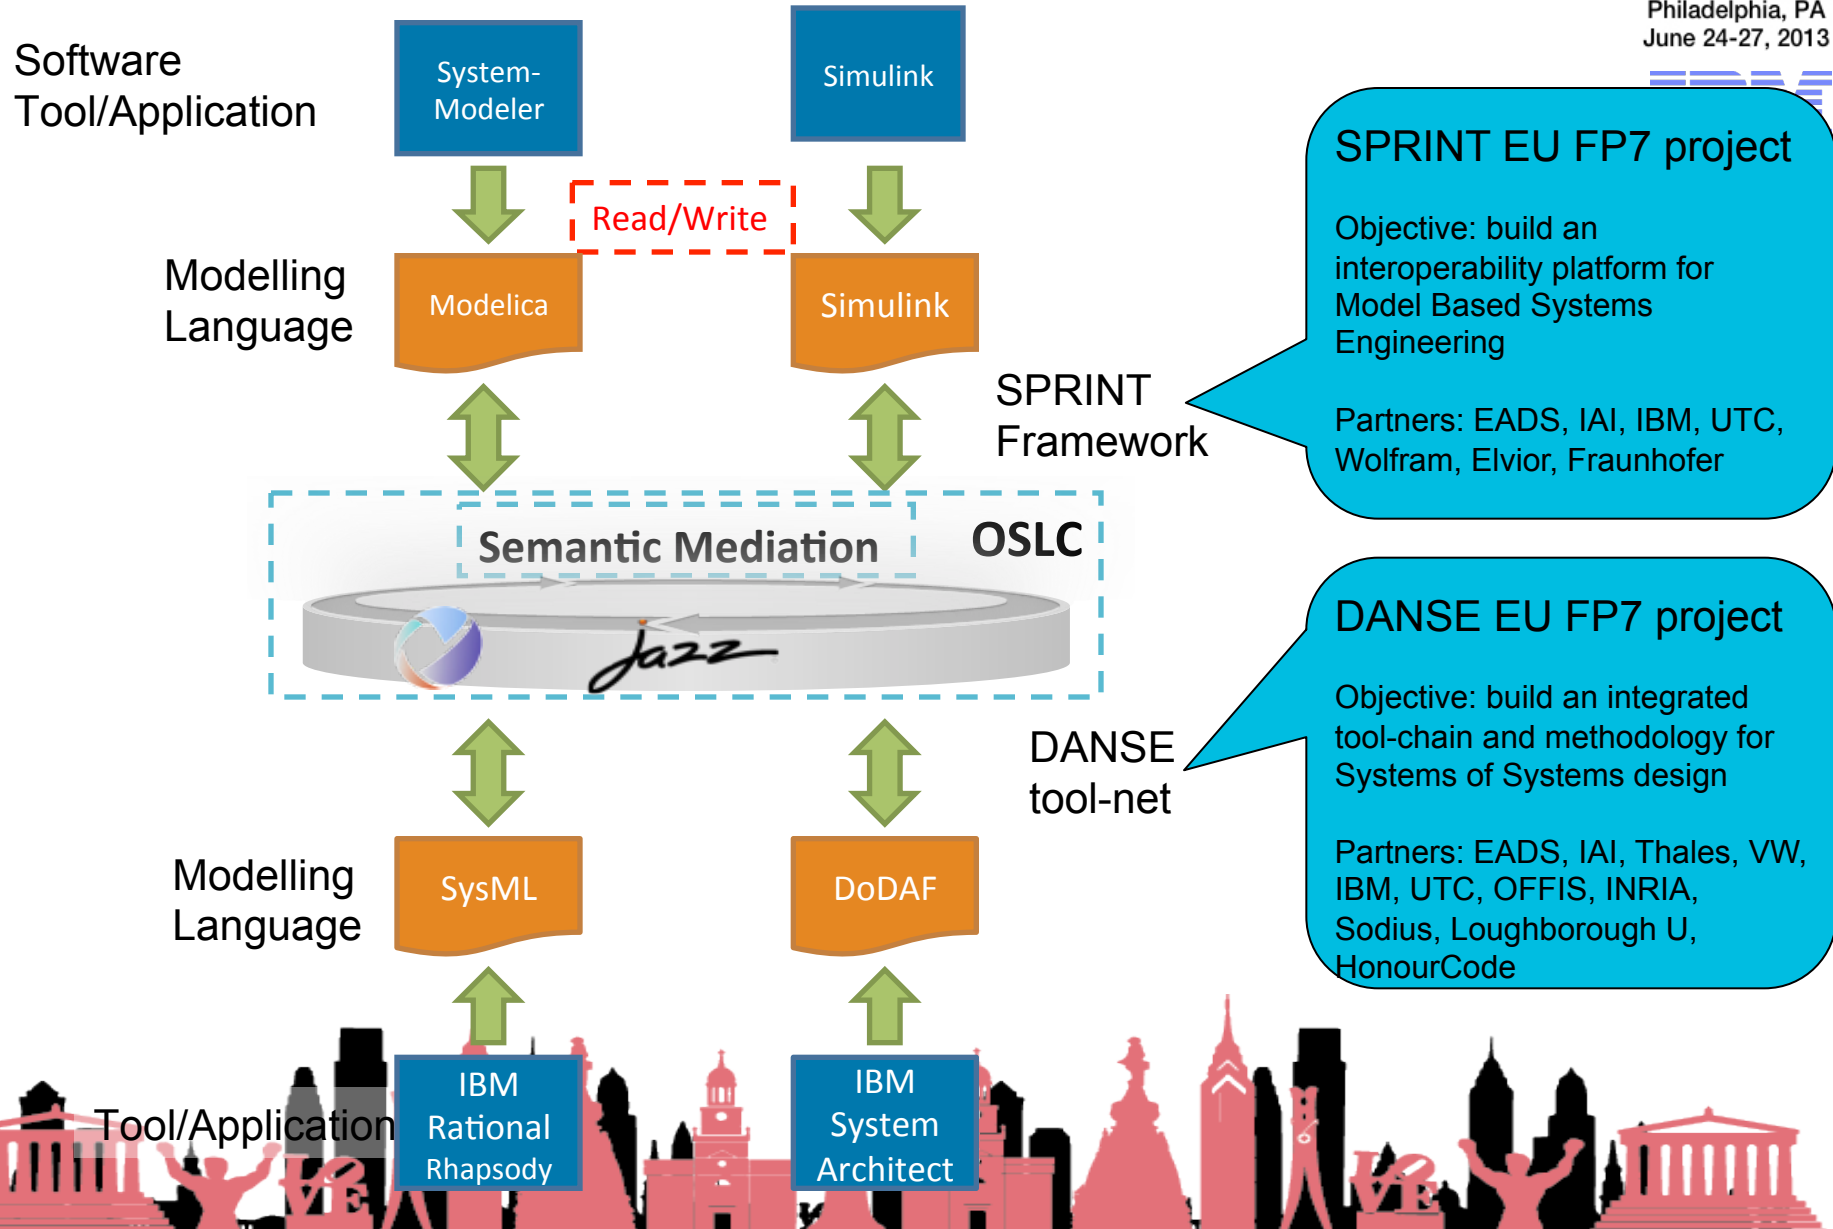 Philadelphia, PA
June 24-27, 2013
IBM
Software
Tool/Application
System-
Modeler
Simulink
Read/Write
Modelling
Language
Modelica
Simulink
SPRINT
Framework
SPRINT EU FP7 project
Objective: build an
interoperability platform for
Model Based Systems
Engineering
Partners: EADS, IAI, IBM, UTC,
Wolfram, Elvior, Fraunhofer
Semantic Mediation
OSLC
jazz
DANSE
tool-net
DANSE EU FP7 project
Objective: build an integrated
tool-chain and methodology for
Systems of Systems design
Partners: EADS, IAI, Thales, VW,
IBM, UTC, OFFIS, INRIA,
Sodius, Loughborough U,
HonourCode
Modelling
Language
SysML
DoDAF
Tool/Application
IBM
Rational
Rhapsody
IBM
System
Architect